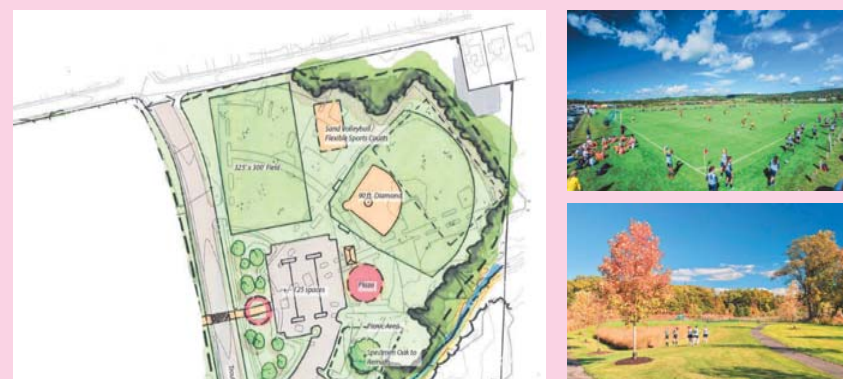 Sand Volleyball /
Flexible Sports Courts
325' x 300' Field
90 ft. Diamond
+/- 125 spaces
Plaza
Picnic Area
Specimen Oak to